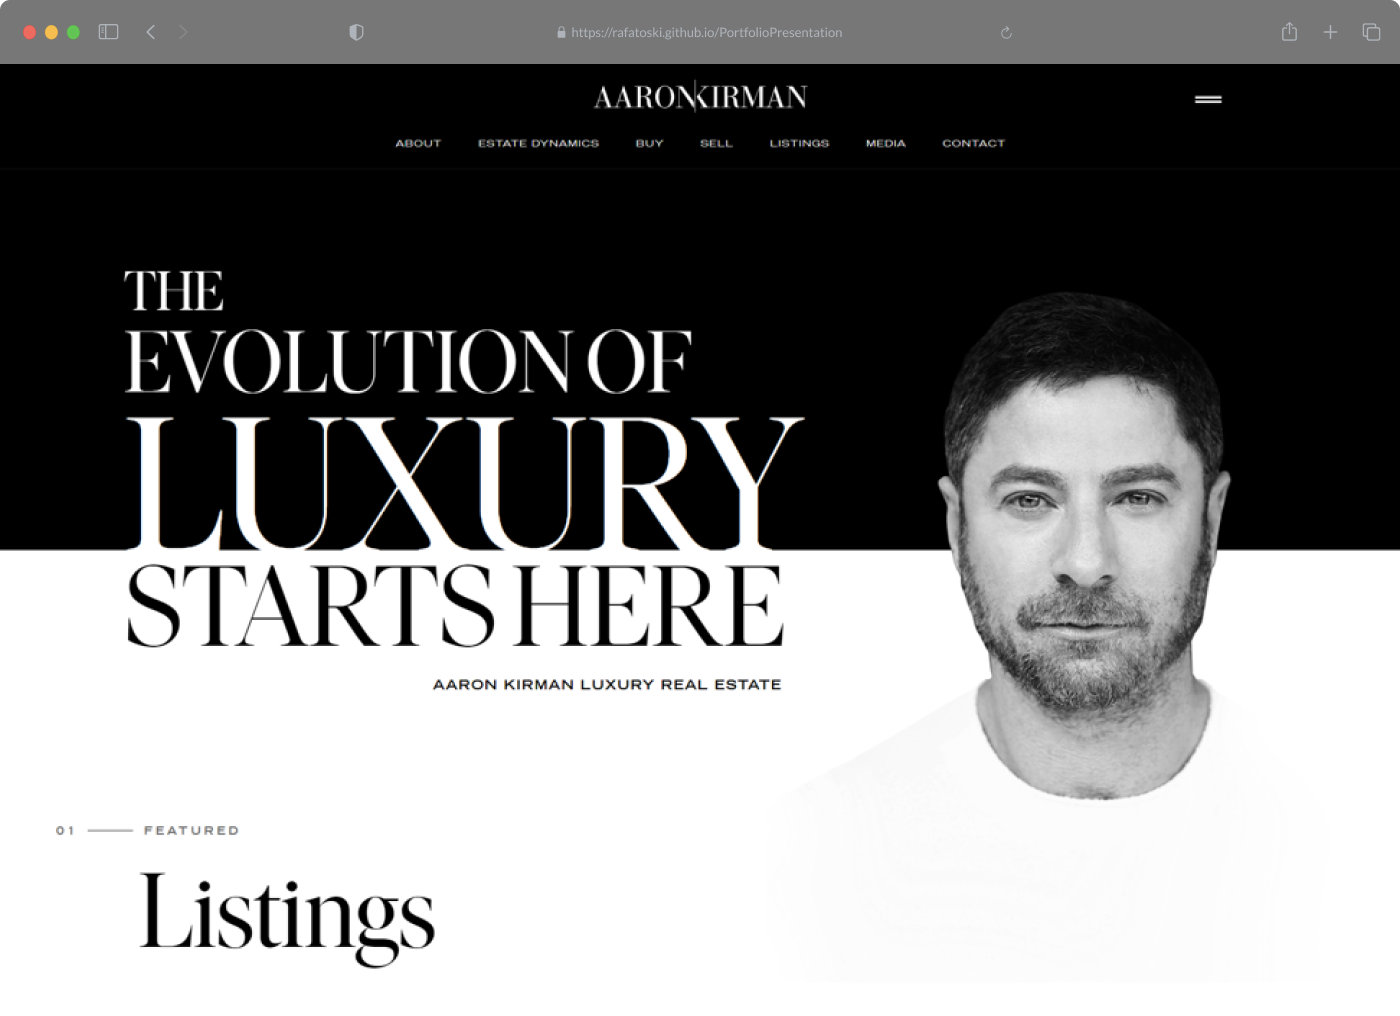 https://rafatoski.github.io/PortfolioPresentation
AARONKIRMAN
ABOUT ESTATE DYNAMICS BUY SELL LISTINGS MEDIA CONTACT
THE
EVOLUTION OF
LUXURY
STARTS HERE
AARON KIRMAN LUXURY REAL ESTATE
01 FEATURED
Listings